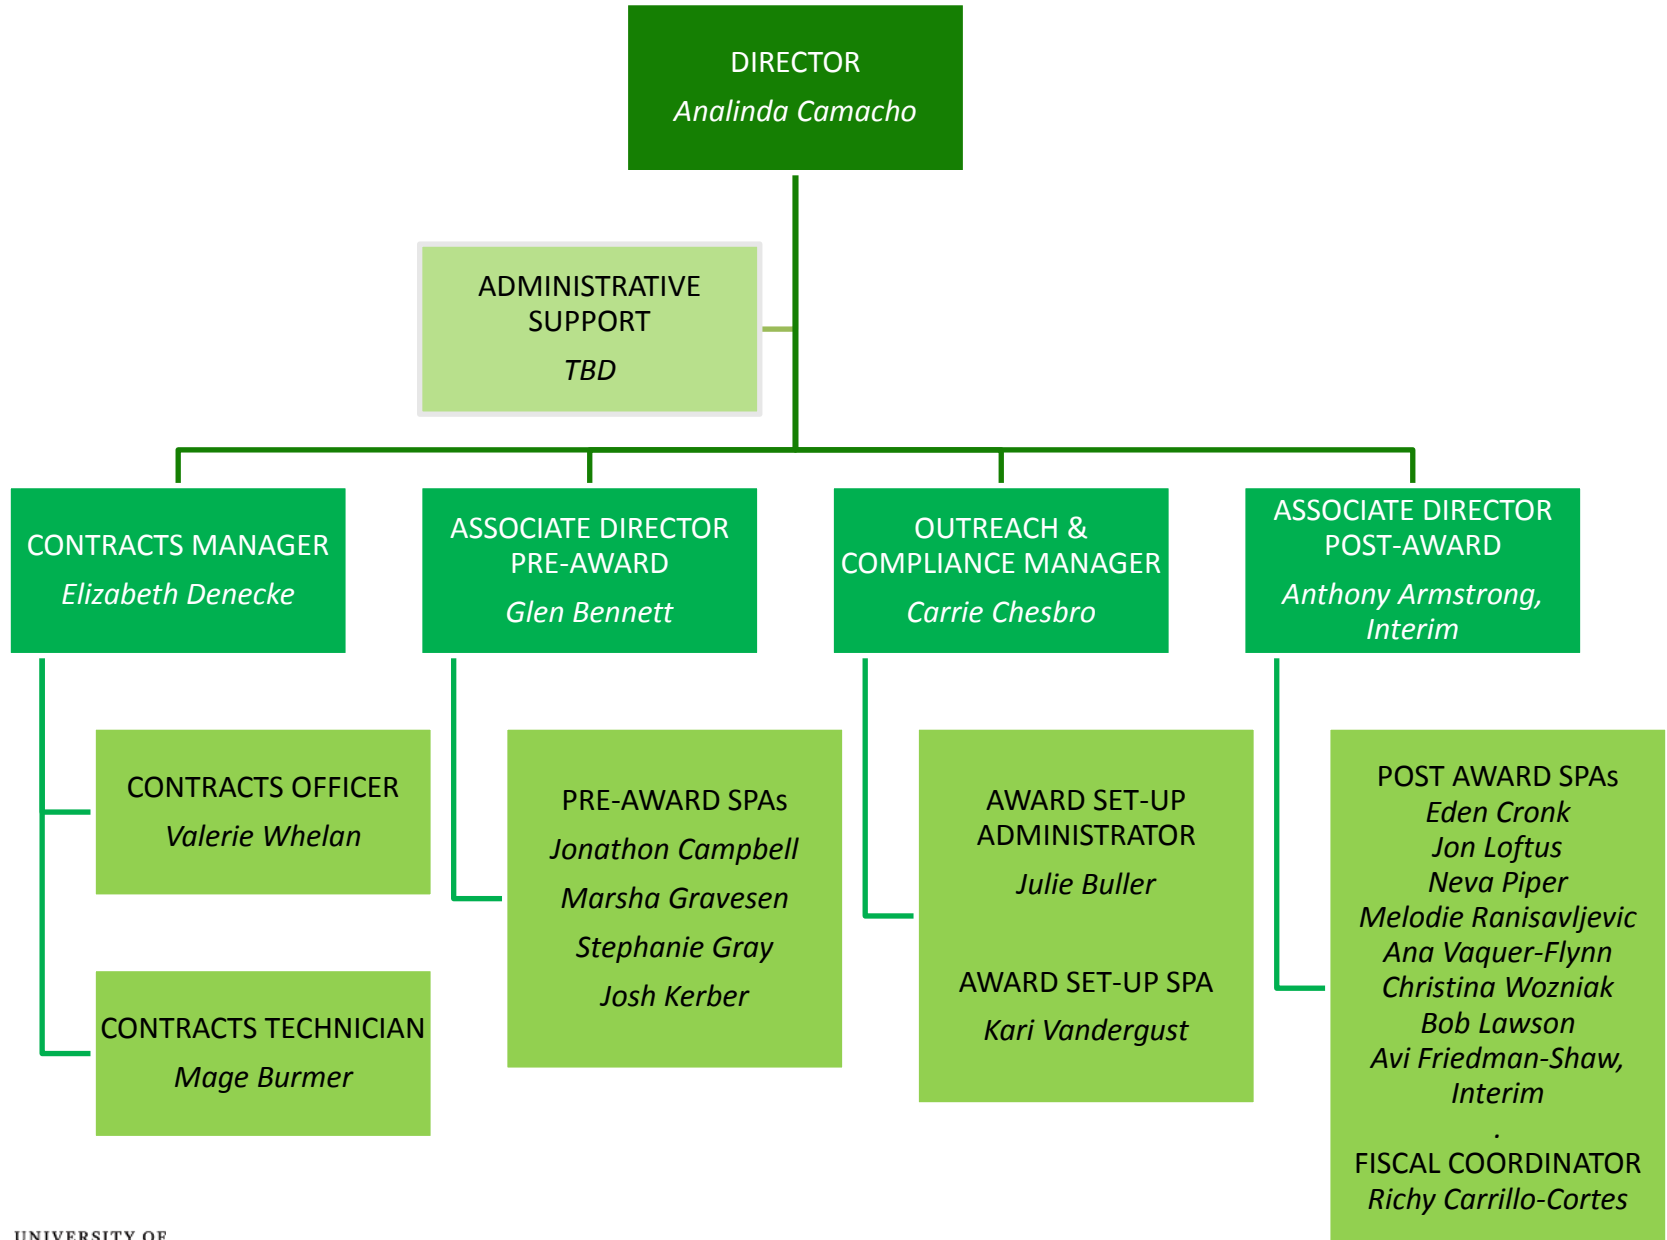 DIRECTOR
Analinda Camacho
ADMINISTRATIVE
SUPPORT
TBD
CONTRACTS MANAGER
Elizabeth Denecke
ASSOCIATE DIRECTOR
PRE-AWARD
Glen Bennett
OUTREACH &
COMPLIANCE MANAGER
Carrie Chesbro
ASSOCIATE DIRECTOR
POST-AWARD
Anthony Armstrong,
Interim
CONTRACTS OFFICER
Valerie Whelan
CONTRACTS TECHNICIAN
Mage Burmer
PRE-AWARD SPAs
Jonathon Campbell
Marsha Gravesen
Stephanie Gray
Josh Kerber
AWARD SET-UP
ADMINISTRATOR
Julie Buller
AWARD SET-UP SPA
Kari Vandergust
POST AWARD SPAs
Eden Cronk
Jon Loftus
Neva Piper
Melodie Ranisavljevic
Ana Vaquer-Flynn
Christina Wozniak
Bob Lawson
Avi Friedman-Shaw,
Interim
.
FISCAL COORDINATOR
Richy Carrillo-Cortes
UNIVERSITY OF